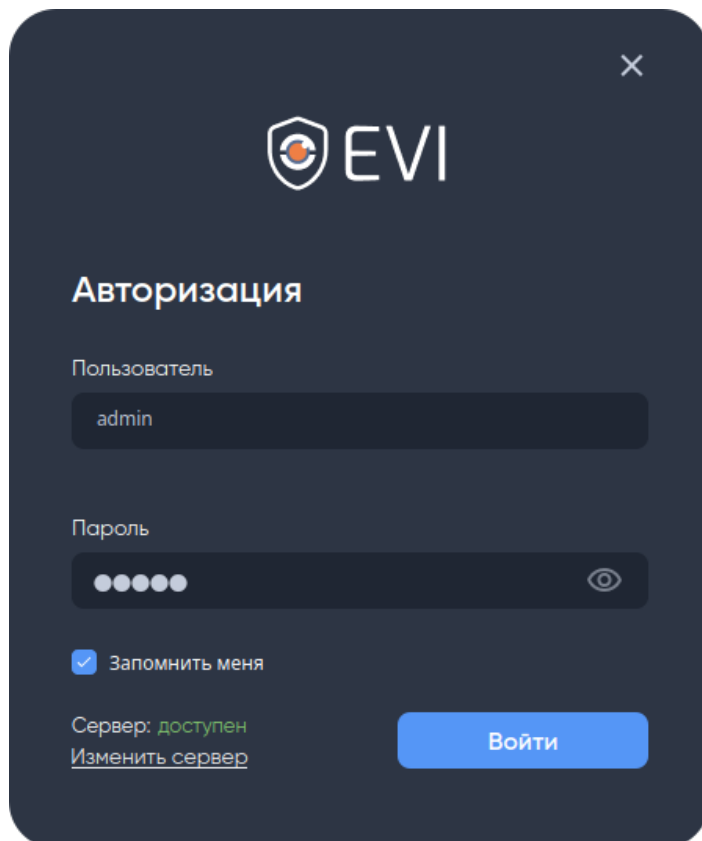 EVI
Авторизация
Пользователь
admin
Пароль
●●●●●
Запомнить меня
Сервер: доступен
Изменить сервер
Войти